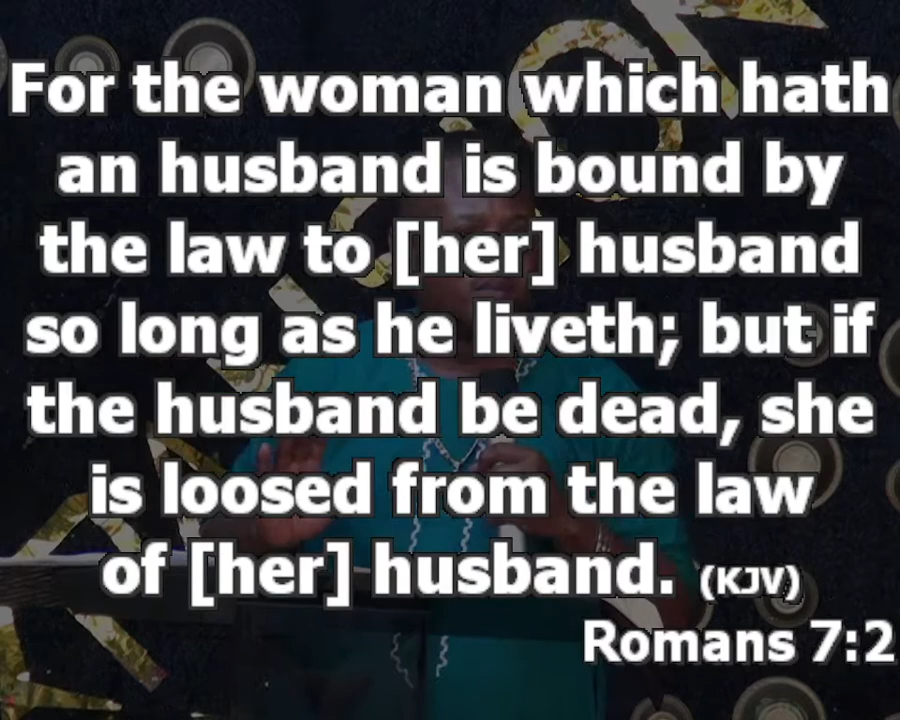 For the woman which hath
an husband is bound by
the law to [her] husband
so long as he liveth; but if
the husband be dead, she
is loosed from the law
of [her] husband. (KJV)
Romans 7:2